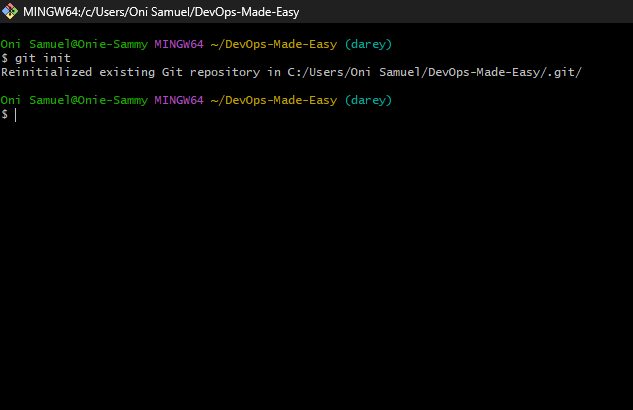 MINGW64:/c/Users/Oni Samuel/DevOps-Made-Easy
Oni Samuel@Onie-Sammy MINGW64 ~/DevOps-Made-Easy (darey)
$ git init
Reinitialized existing Git repository in C:/Users/Oni Samuel/DevOps-Made-Easy/.git/
Oni Samuel@Onie-Sammy MINGW64 ~/DevOps-Made-Easy (darey)
$